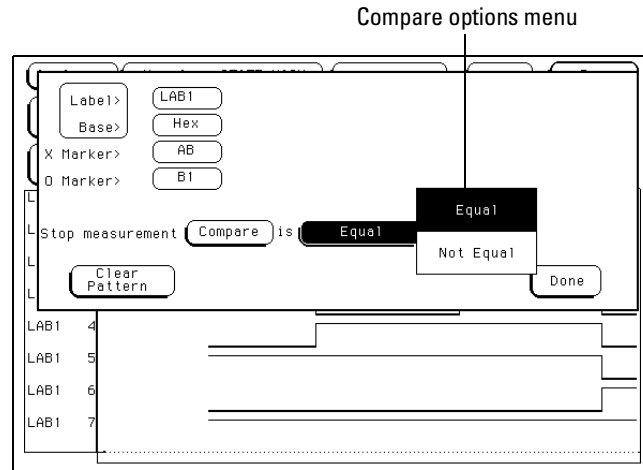 Compare options menu
Label> LAB1
Base> Hex
X Marker> AB
O Marker> B1
Equal
Stop measurement Compare is Equal
Not Equal
Clear
Pattern
Done
LAB1 4
LAB1 5
LAB1 6
LAB1 7